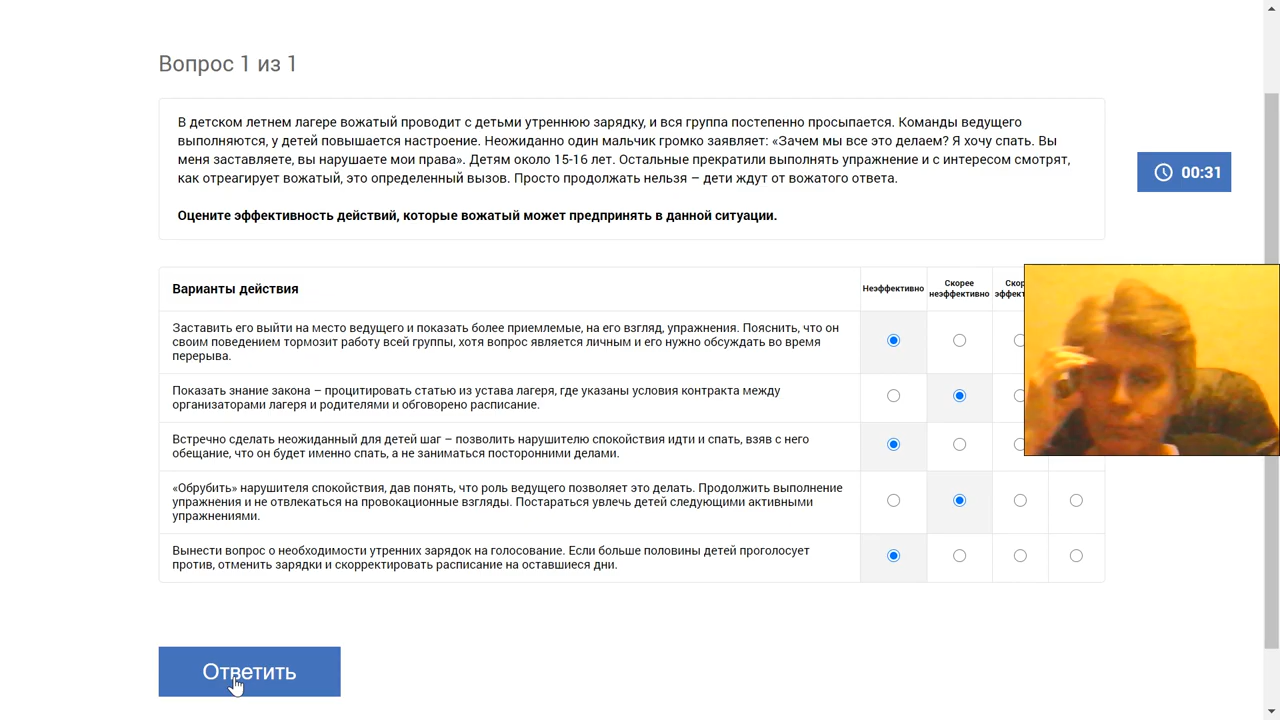 Вопрос 1 из 1
В детском летнем лагере вожатый проводит с детьми утреннюю зарядку, и вся группа постепенно просыпается. Команды ведущего
выполняются, у детей повышается настроение. Неожиданно один мальчик громко заявляет: «Зачем мы все это делаем? Я хочу спать. Вы
меня заставляете, вы нарушаете мои права». Детям около 15-16 лет. Остальные прекратили выполнять упражнение и с интересом смотрят,
как отреагирует вожатый, это определенный вызов. Просто продолжать нельзя – дети ждут от вожатого ответа.
Оцените эффективность действий, которые вожатый может предпринять в данной ситуации.
00:31
Варианты действия
Неэффективно
Скорее
неэффективно
Заставить его выйти на место ведущего и показать более приемлемые, на его взгляд, упражнения. Пояснить, что он
своим поведением тормозит работу всей группы, хотя вопрос является личным и его нужно обсуждать во время
перерыва.
Показать знание закона – процитировать статью из устава лагеря, где указаны условия контракта между
организаторами лагеря и родителями и обговорено расписание.
Встречно сделать неожиданный для детей шаг – позволить нарушителю спокойствия идти и спать, взяв с него
обещание, что он будет именно спать, а не заниматься посторонними делами.
«Обрубить» нарушителя спокойствия, дав понять, что роль ведущего позволяет это делать. Продолжить выполнение
упражнения и не отвлекаться на провокационные взгляды. Постараться увлечь детей следующими активными
упражнениями.
Вынести вопрос о необходимости утренних зарядок на голосование. Если больше половины детей проголосует
против, отменить зарядки и скорректировать расписание на оставшиеся дни.
Ответить